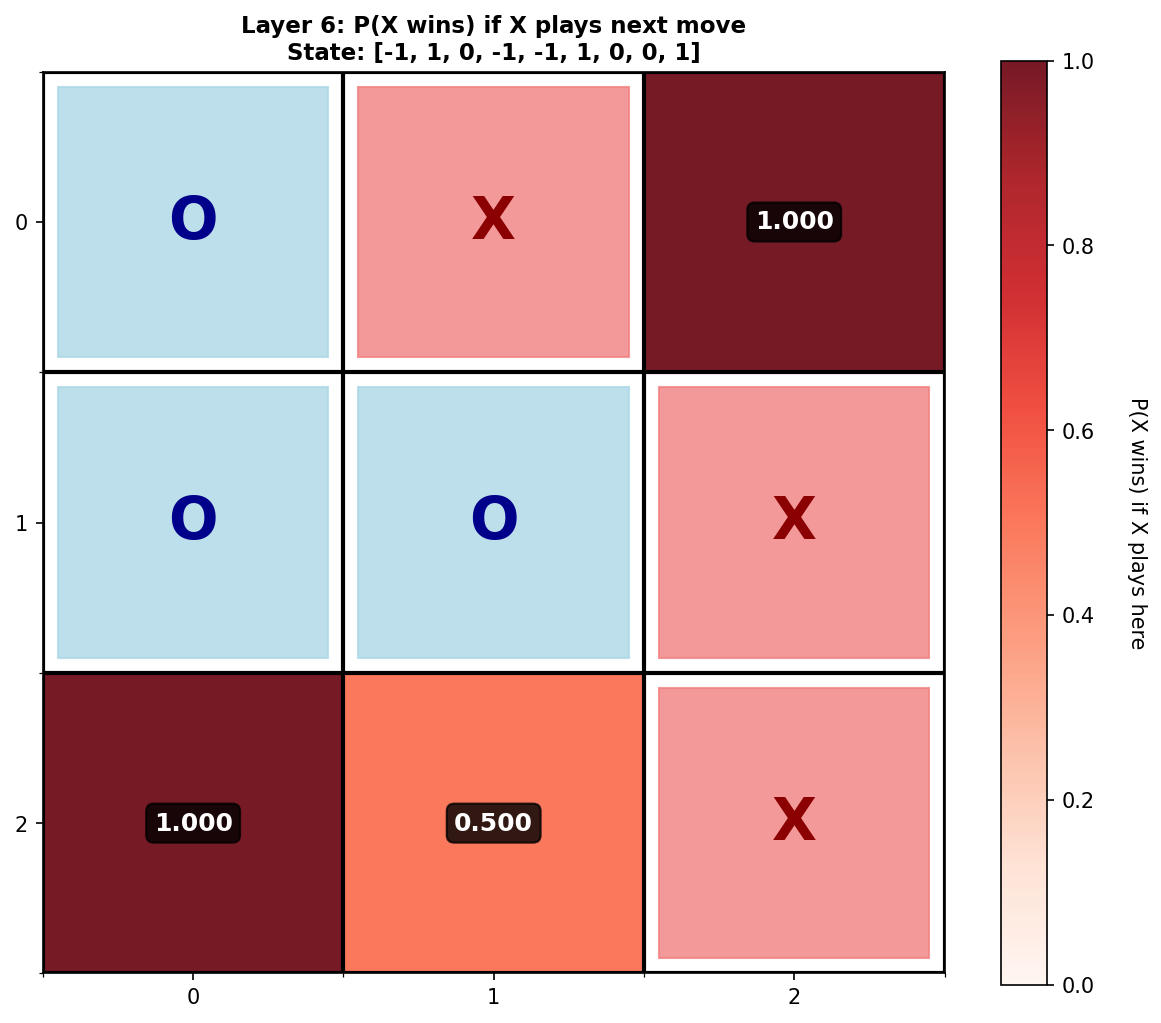 Layer 6: P(X wins) if X plays next move
State: [-1, 1, 0, -1, -1, 1, 0, 0, 1]
O X 1.000
O O X
1.000 0.500 X
0
1
2
0 1 2
1.0
0.8
0.6
0.4
0.2
0.0
P(X wins) if X plays here